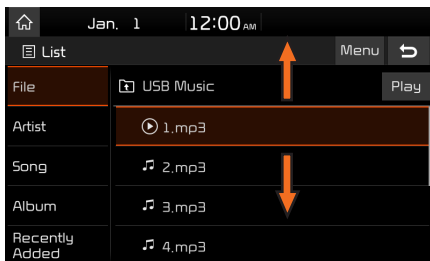 Jan. 1 12:00 AM
List Menu
File USB Music Play
Artist 1.mp3
Song 2.mp3
Album 3.mp3
Recently Added 4.mp3